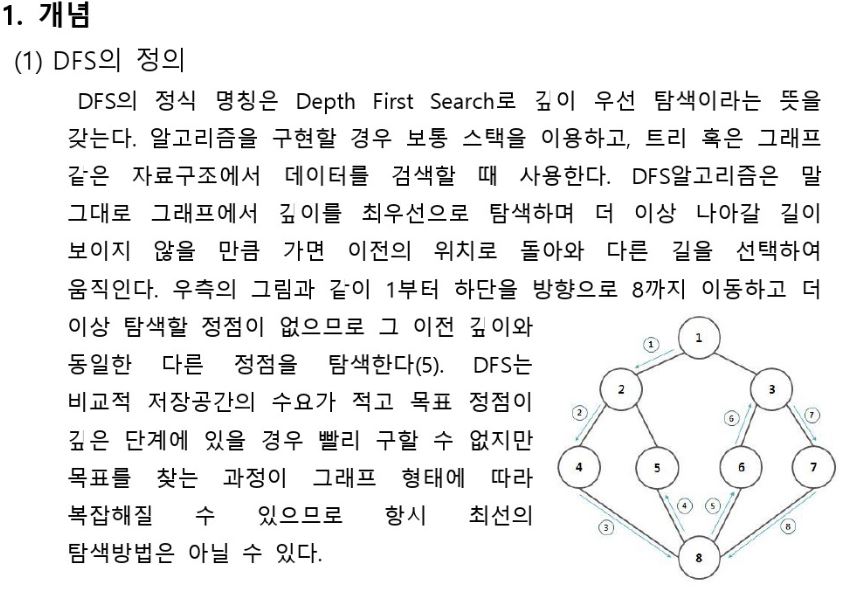 1. 개념
(1) DFS의 정의
DFS의 정식 명칭은 Depth First Search로 깊이 우선 탐색이라는 뜻을
갖는다. 알고리즘을 구현할 경우 보통 스택을 이용하고, 트리 혹은 그래프
같은 자료구조에서 데이터를 검색할 때 사용한다. DFS알고리즘은 말
그대로 그래프에서 깊이를 최우선으로 탐색하며 더 이상 나아갈 길이
보이지 않을 만큼 가면 이전의 위치로 돌아와 다른 길을 선택하여
움직인다. 우측의 그림과 같이 1부터 하단을 방향으로 8까지 이동하고 더
이상 탐색할 정점이 없으므로 그 이전 깊이와
동일한 다른 정점을 탐색한다(5). DFS는
비교적 저장공간의 수요가 적고 목표 정점이
깊은 단계에 있을 경우 빨리 구할 수 없지만
목표를 찾는 과정이 그래프 형태에 따라
복잡해질 수 있으므로 항시 최선의
탐색방법은 아닐 수 있다.
1
①
2
3
②
⑥
⑦
4
5
6
7
③
④
⑤
⑧
8